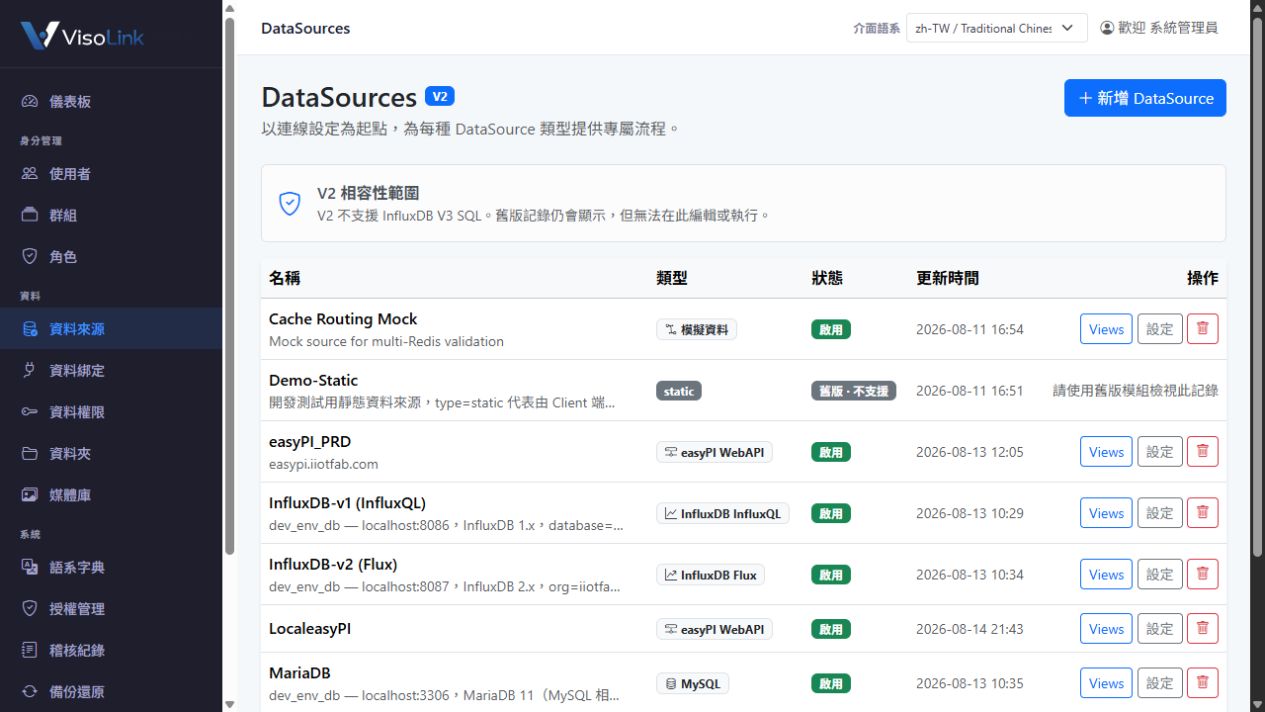 VisoLink
儀表板
身分管理
使用者
群組
角色
資料
資料來源
資料綁定
資料權限
資料夾
媒體庫
系統
語系字典
授權管理
稽核紀錄
備份還原
DataSources
介面語系
zh-TW / Traditional Chines
歡迎 系統管理員
DataSources V2
以連線設定為起點，為每種 DataSource 類型提供專屬流程。
+ 新增 DataSource
V2 相容性範圍
V2 不支援 InfluxDB V3 SQL。舊版記錄仍會顯示，但無法在此編輯或執行。
名稱 類型 狀態 更新時間 操作
Cache Routing Mock
Mock source for multi-Redis validation
模擬資料 啟用 2026-08-11 16:54 Views 設定
Demo-Static
開發測試用靜態資料來源，type=static 代表由 Client 端...
static 舊版 · 不支援 2026-08-11 16:51 請使用舊版模組檢視此記錄
easyPI_PRD
easypi.iiotfab.com
easyPI WebAPI 啟用 2026-08-13 12:05 Views 設定
InfluxDB-v1 (InfluxQL)
dev_env_db — localhost:8086，InfluxDB 1.x，database=...
InfluxDB InfluxQL 啟用 2026-08-13 10:29 Views 設定
InfluxDB-v2 (Flux)
dev_env_db — localhost:8087，InfluxDB 2.x，org=iiotfa...
InfluxDB Flux 啟用 2026-08-13 10:34 Views 設定
LocaleasyPI
easyPI WebAPI 啟用 2026-08-14 21:43 Views 設定
MariaDB
dev_env_db — localhost:3306，MariaDB 11（MySQL 相...
MySQL 啟用 2026-08-13 10:35 Views 設定